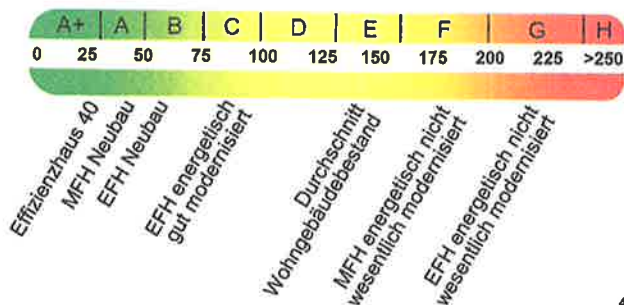 A+ A B C D E F G H
0 25 50 75 100 125 150 175 200 225 >250
Effizienzhaus 40
MFH Neubau
EFH Neubau
EFH energetisch
gut modernisiert
Durchschnitt
Wohngebäudebestand
MFH energetisch nicht
wesentlich modernisiert
EFH energetisch nicht
wesentlich modernisiert